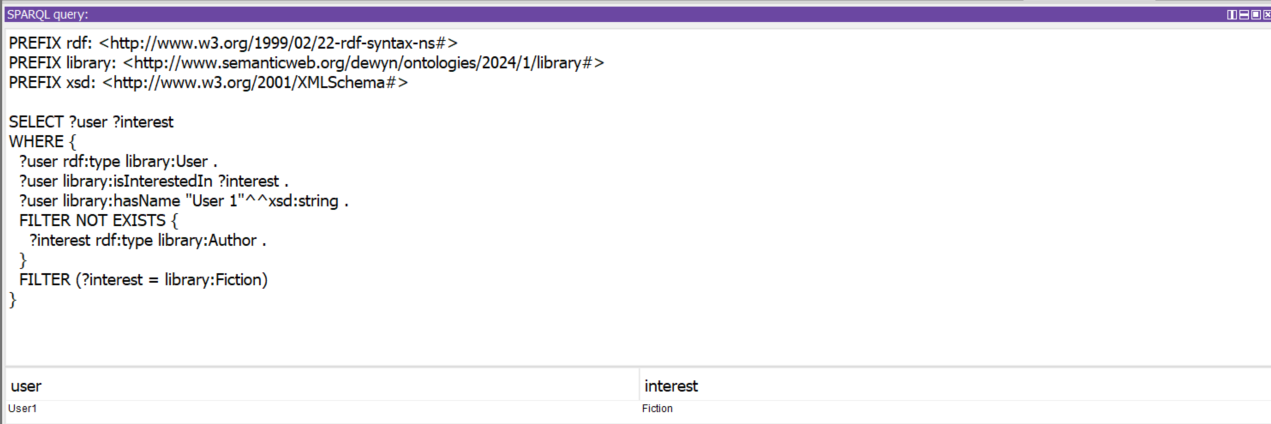 SPARQL query:
PREFIX rdf: <http://www.w3.org/1999/02/22-rdf-syntax-ns#>
PREFIX library: <http://www.semanticweb.org/dewyn/ontologies/2024/1/library#>
PREFIX xsd: <http://www.w3.org/2001/XMLSchema#>
SELECT ?user ?interest
WHERE {
?user rdf:type library:User .
?user library:isInterestedIn ?interest .
?user library:hasName "User 1"^^xsd:string .
FILTER NOT EXISTS {
?interest rdf:type library:Author .
}
FILTER (?interest = library:Fiction)
}
user interest
User1 Fiction